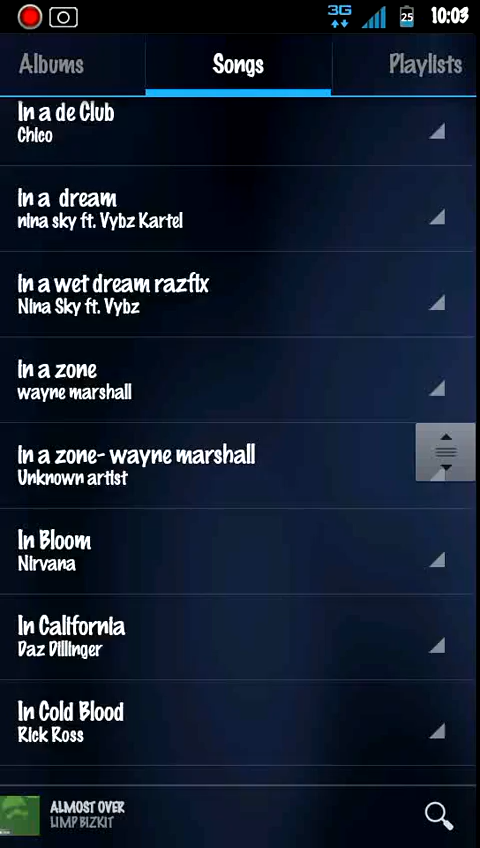 3G 25 10:03
Albums Songs Playlists
In a de Club
Chico
In a dream
nina sky ft. Vybz Kartel
In a wet dream razfix
Nina Sky ft. Vybz
In a zone
wayne marshall
In a zone- wayne marshall
Unknown artist
In Bloom
Nirvana
In California
Daz Dillinger
In Cold Blood
Rick Ross
ALMOST OVER
LIMP BIZKIT